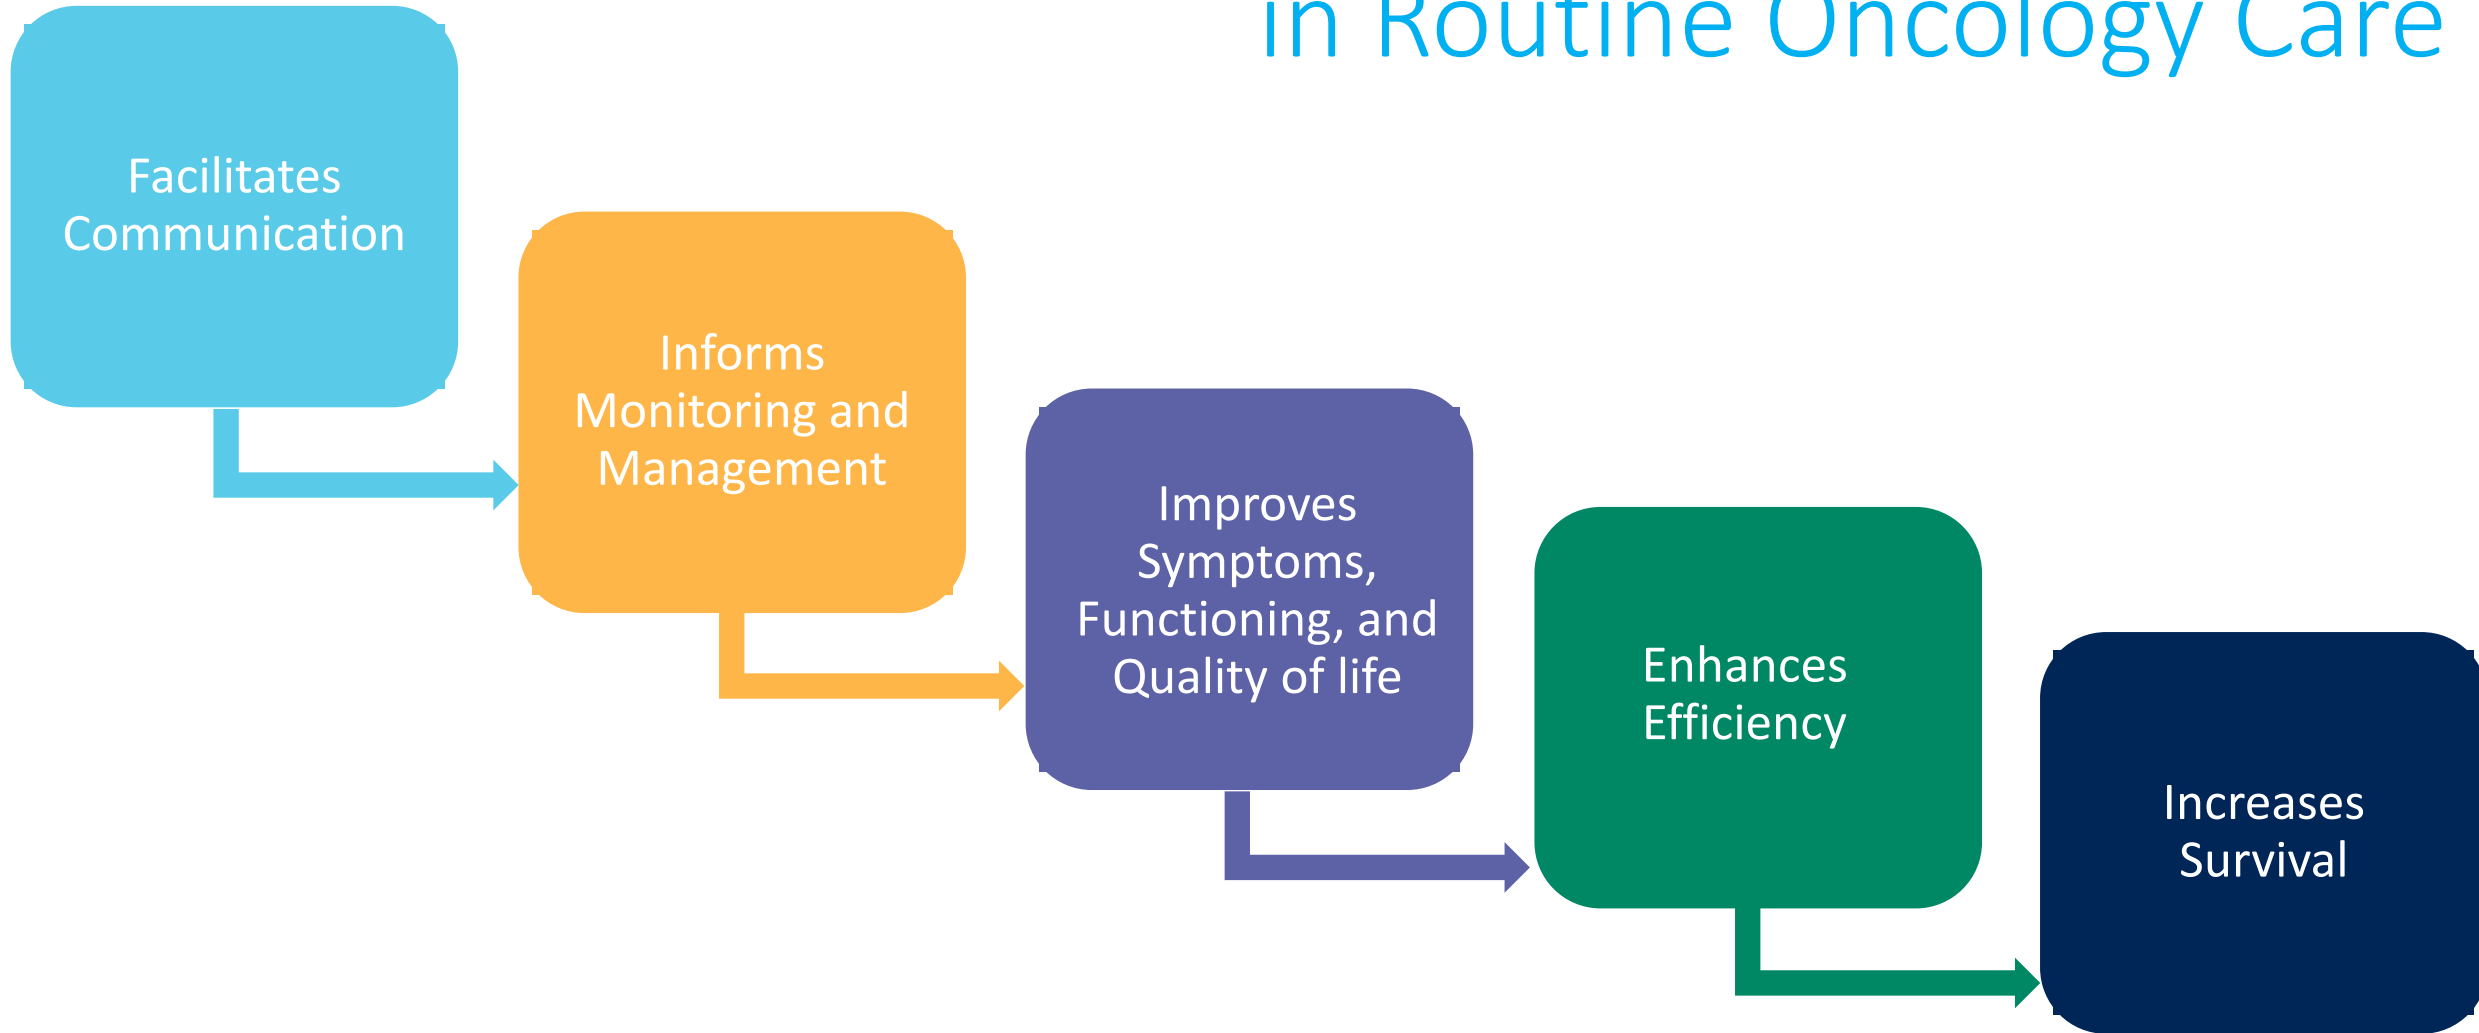 in Routine Oncology Care
Facilitates
Communication
Informs
Monitoring and
Management
Improves
Symptoms,
Functioning, and
Quality of life
Enhances
Efficiency
Increases
Survival